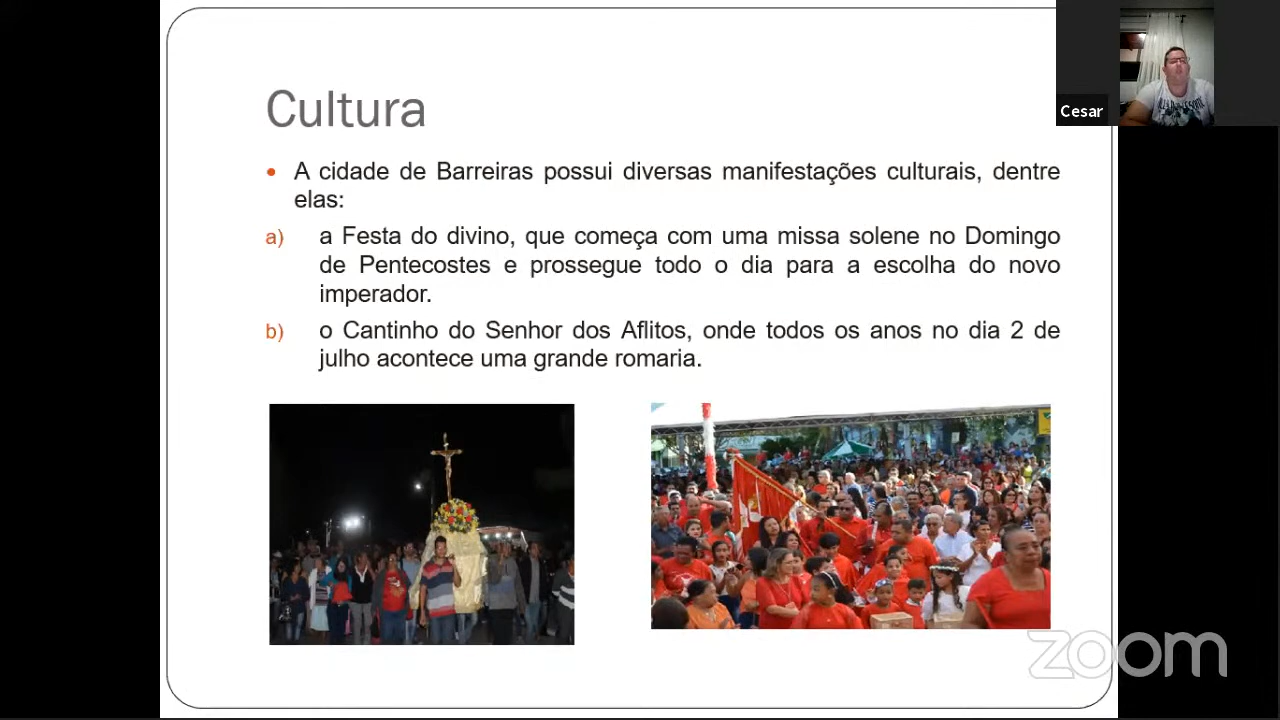 Cultura
Cesar
• A cidade de Barreiras possui diversas manifestações culturais, dentre
elas:
a) a Festa do divino, que começa com uma missa solene no Domingo
de Pentecostes e prossegue todo o dia para a escolha do novo
imperador.
b) o Cantinho do Senhor dos Aflitos, onde todos os anos no dia 2 de
julho acontece uma grande romaria.
zoom